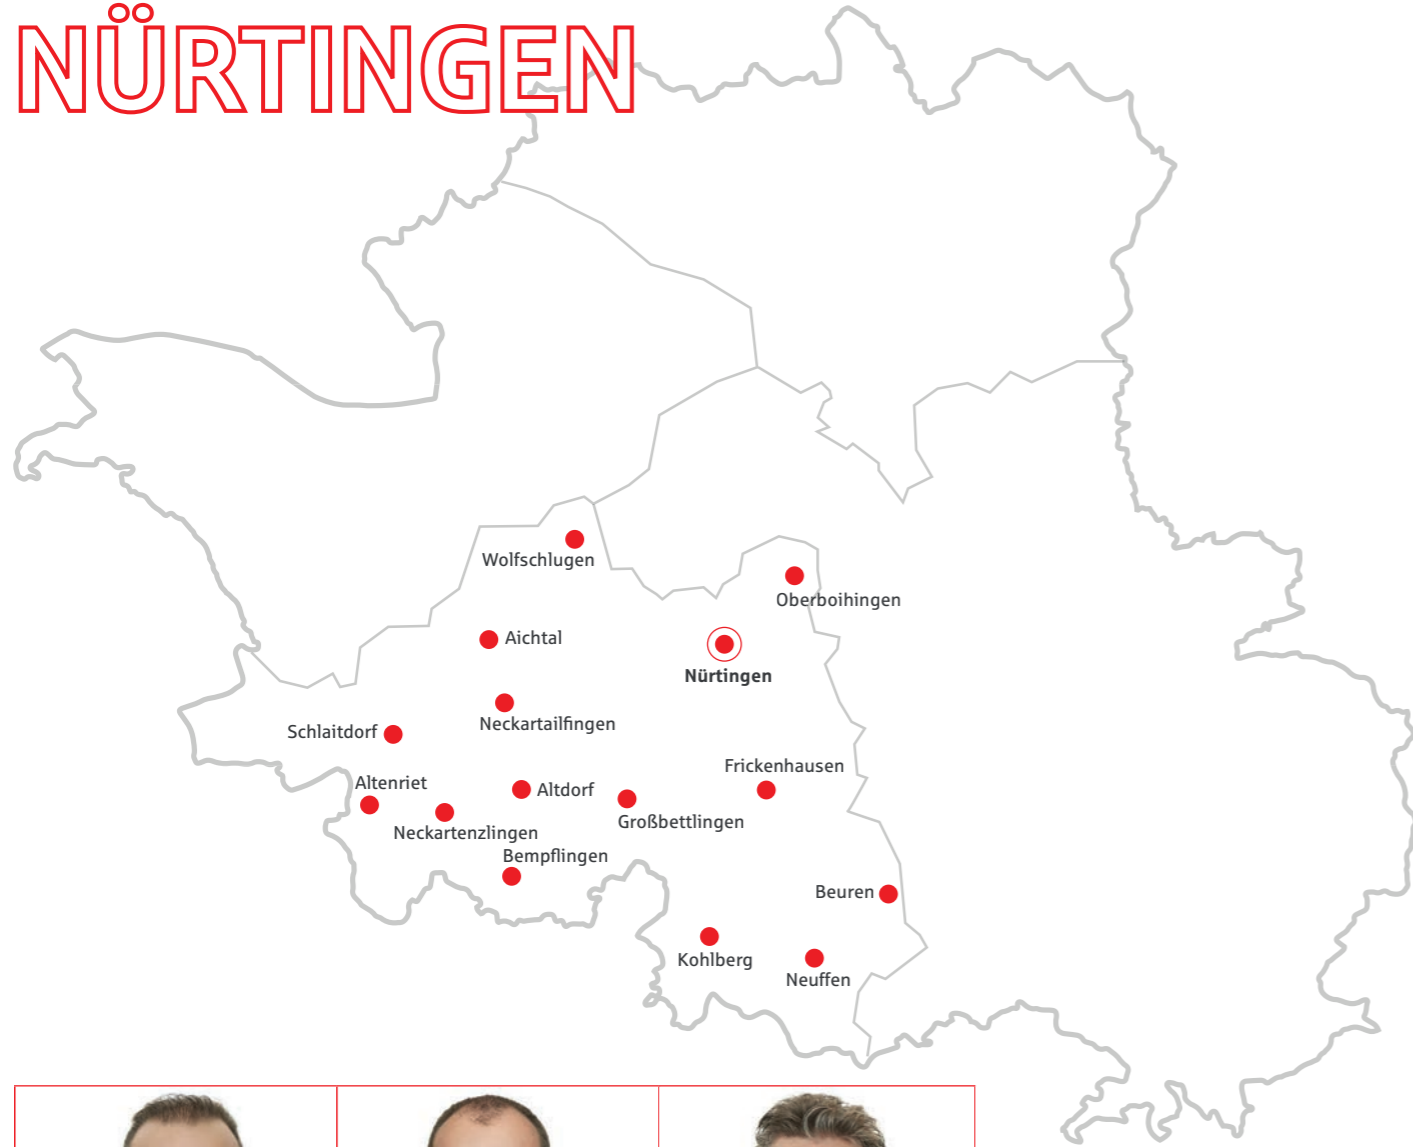 NÜRTINGEN
Wolfschlugen
Oberboihingen
Aichtal
Nürtingen
Neckartailfingen
Schlaitdorf
Frickenhausen
Altenriet
Altdorf
Großbettlingen
Neckartenzlingen
Bempflingen
Beuren
Kohlberg
Neuffen